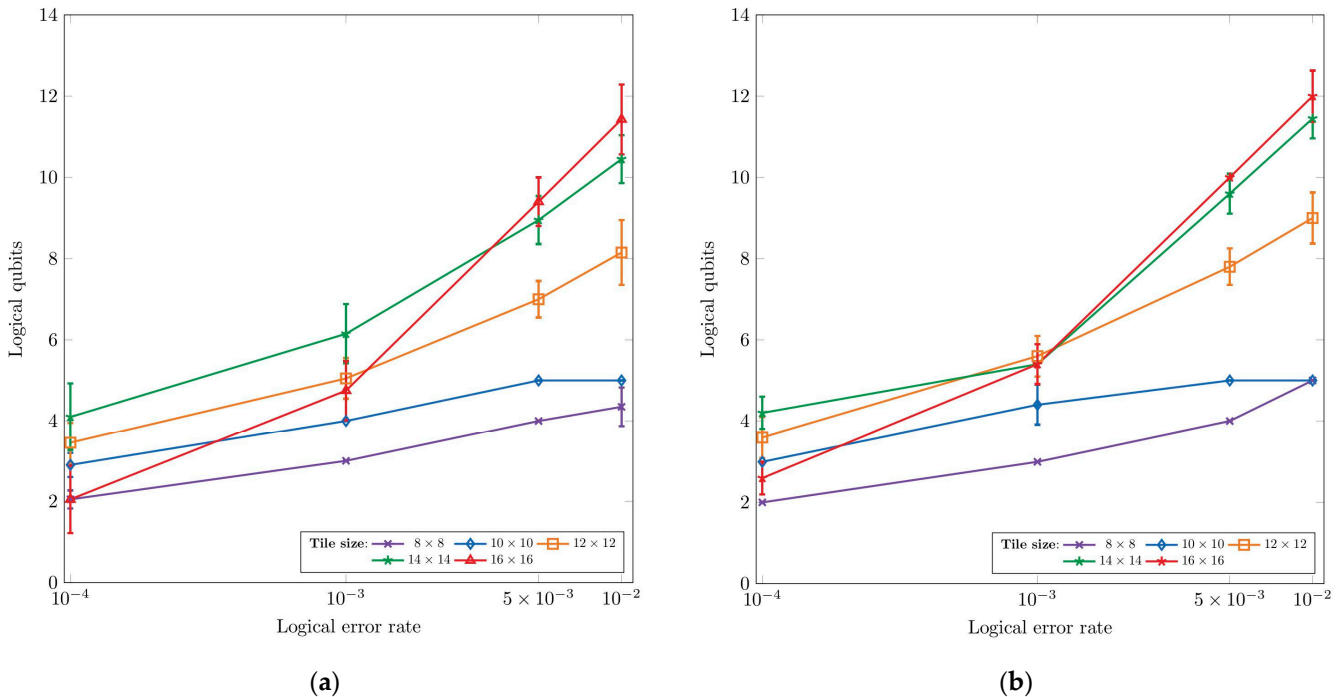 14
12
10
8
6
4
2
0
Logical qubits
10⁻⁴
10⁻³
5 × 10⁻³
10⁻²
Logical error rate
Tile size: 8 × 8 10 × 10 12 × 12
14 × 14 16 × 16
(a)
14
12
10
8
6
4
2
0
Logical qubits
10⁻⁴
10⁻³
5 × 10⁻³
10⁻²
Logical error rate
Tile size: 8 × 8 10 × 10 12 × 12
14 × 14 16 × 16
(b)